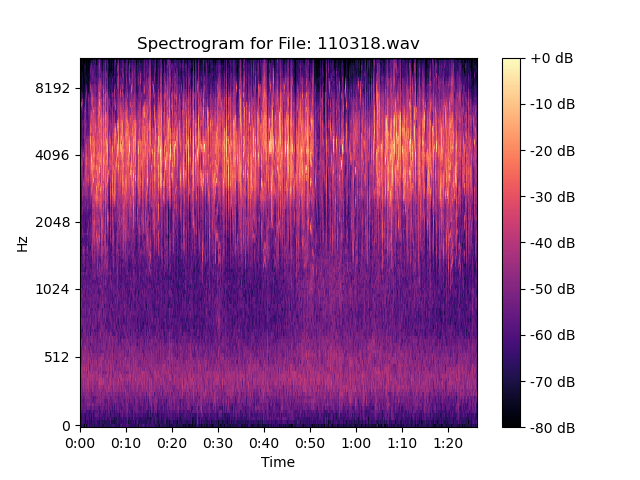 Spectrogram for File: 110318.wav
+0 dB
8192
-10 dB
4096
-20 dB
-30 dB
2048
Hz
-40 dB
1024
-50 dB
-60 dB
512
-70 dB
0
-80 dB
0:00 0:10 0:20 0:30 0:40 0:50 1:00 1:10 1:20
Time